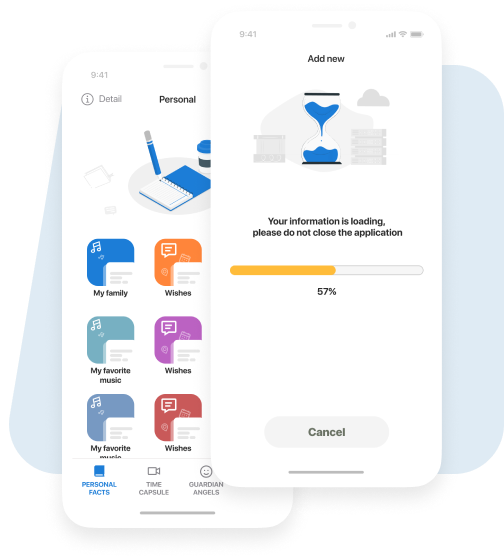 9:41
Detail
Personal
My family
Wishes
My favorite
music
Wishes
My favorite
music
Wishes
PERSONAL
FACTS
TIME
CAPSULE
GUARDIAN
ANGELS
9:41
Add new
Your information is loading,
please do not close the application
57%
Cancel